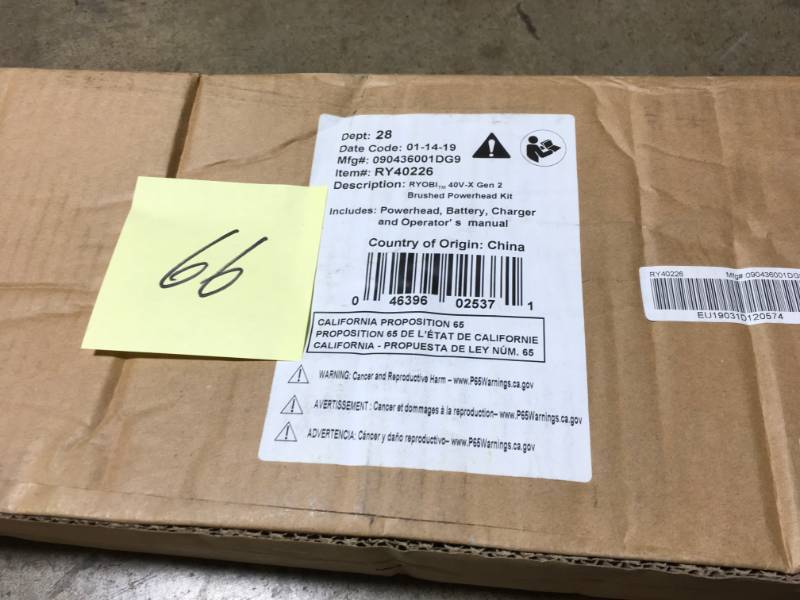 Dept: 28
Date Code: 01-14-19
Mfg#: 090436001DG9
Item#: RY40226
Description: RYOBI™ 40V-X Gen 2
Brushed Powerhead Kit
Includes: Powerhead, Battery, Charger
and Operator's manual
Country of Origin: China
0 46396 02537 1
CALIFORNIA PROPOSITION 65
PROPOSITION 65 DE L'ÉTAT DE CALIFORNIE
CALIFORNIA - PROPUESTA DE LEY NÚM. 65
WARNING: Cancer and Reproductive Harm – www.P65Warnings.ca.gov
AVERTISSEMENT : Cancer et dommages à la reproduction– www.P65Warnings.ca.gov
ADVERTENCIA: Cáncer y daño reproductivo– www.P65Warnings.ca.gov
66
RY40226 Mfg# :090436001DG9
EU19031D120574